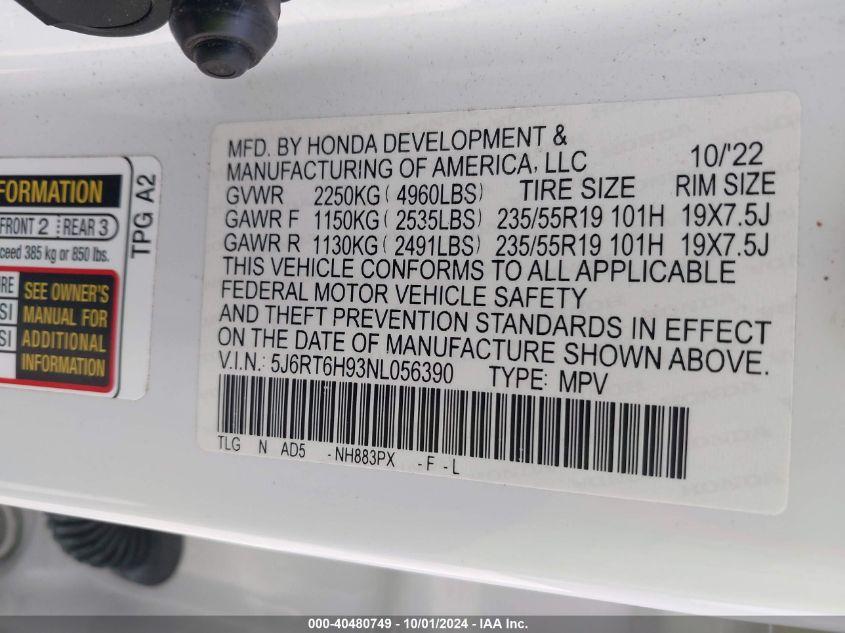 MFD. BY HONDA DEVELOPMENT &
MANUFACTURING OF AMERICA, LLC 10/'22
GVWR 2250KG( 4960LBS) TIRE SIZE RIM SIZE
GAWR F 1150KG( 2535LBS) 235/55R19 101H 19X7.5J
GAWR R 1130KG( 2491LBS) 235/55R19 101H 19X7.5J
THIS VEHICLE CONFORMS TO ALL APPLICABLE
FEDERAL MOTOR VEHICLE SAFETY
AND THEFT PREVENTION STANDARDS IN EFFECT
ON THE DATE OF MANUFACTURE SHOWN ABOVE.
V.I.N.: 5J6RT6H93NL056390 TYPE: MPV
TLG N AD5 -NH883PX -F-L
FORMATION
FRONT 2 REAR 3
xceed 385 kg or 850 lbs.
URE
SEE OWNER'S
SI MANUAL FOR
SI ADDITIONAL
INFORMATION
TPG A2
000-40480749 - 10/01/2024 - IAA Inc.